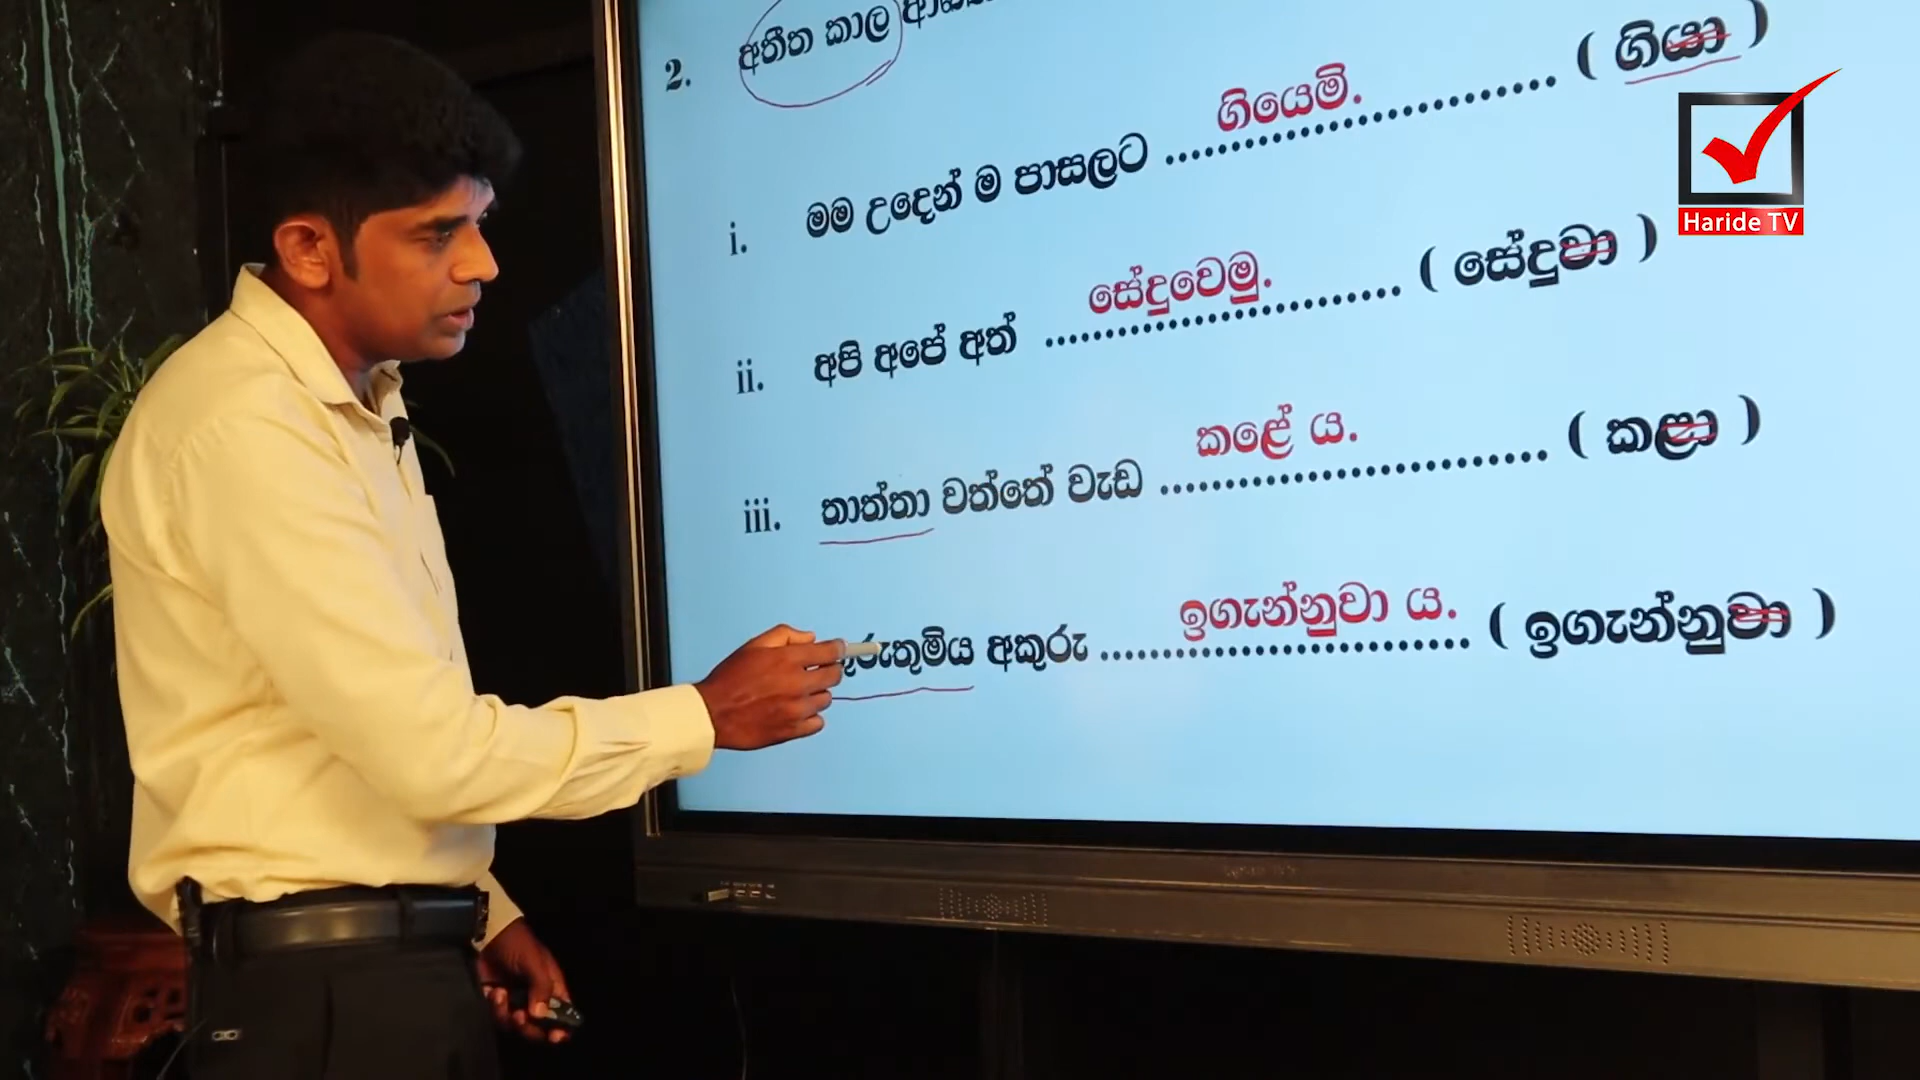 2. අතීත කාල
ගියෙමි.
i. මම උදෙන් ම පාසලට .............................. ( ගියා )
Haride TV
සේදුවෙමු.
ii. අපි අපේ අත් .............................. ( සේදුවා )
කළේ ය.
iii. තාත්තා වත්තේ වැඩ .............................. ( කළා )
ඉගැන්නුවා ය.
අකුරු .............................. ( ඉගැන්නුවා )